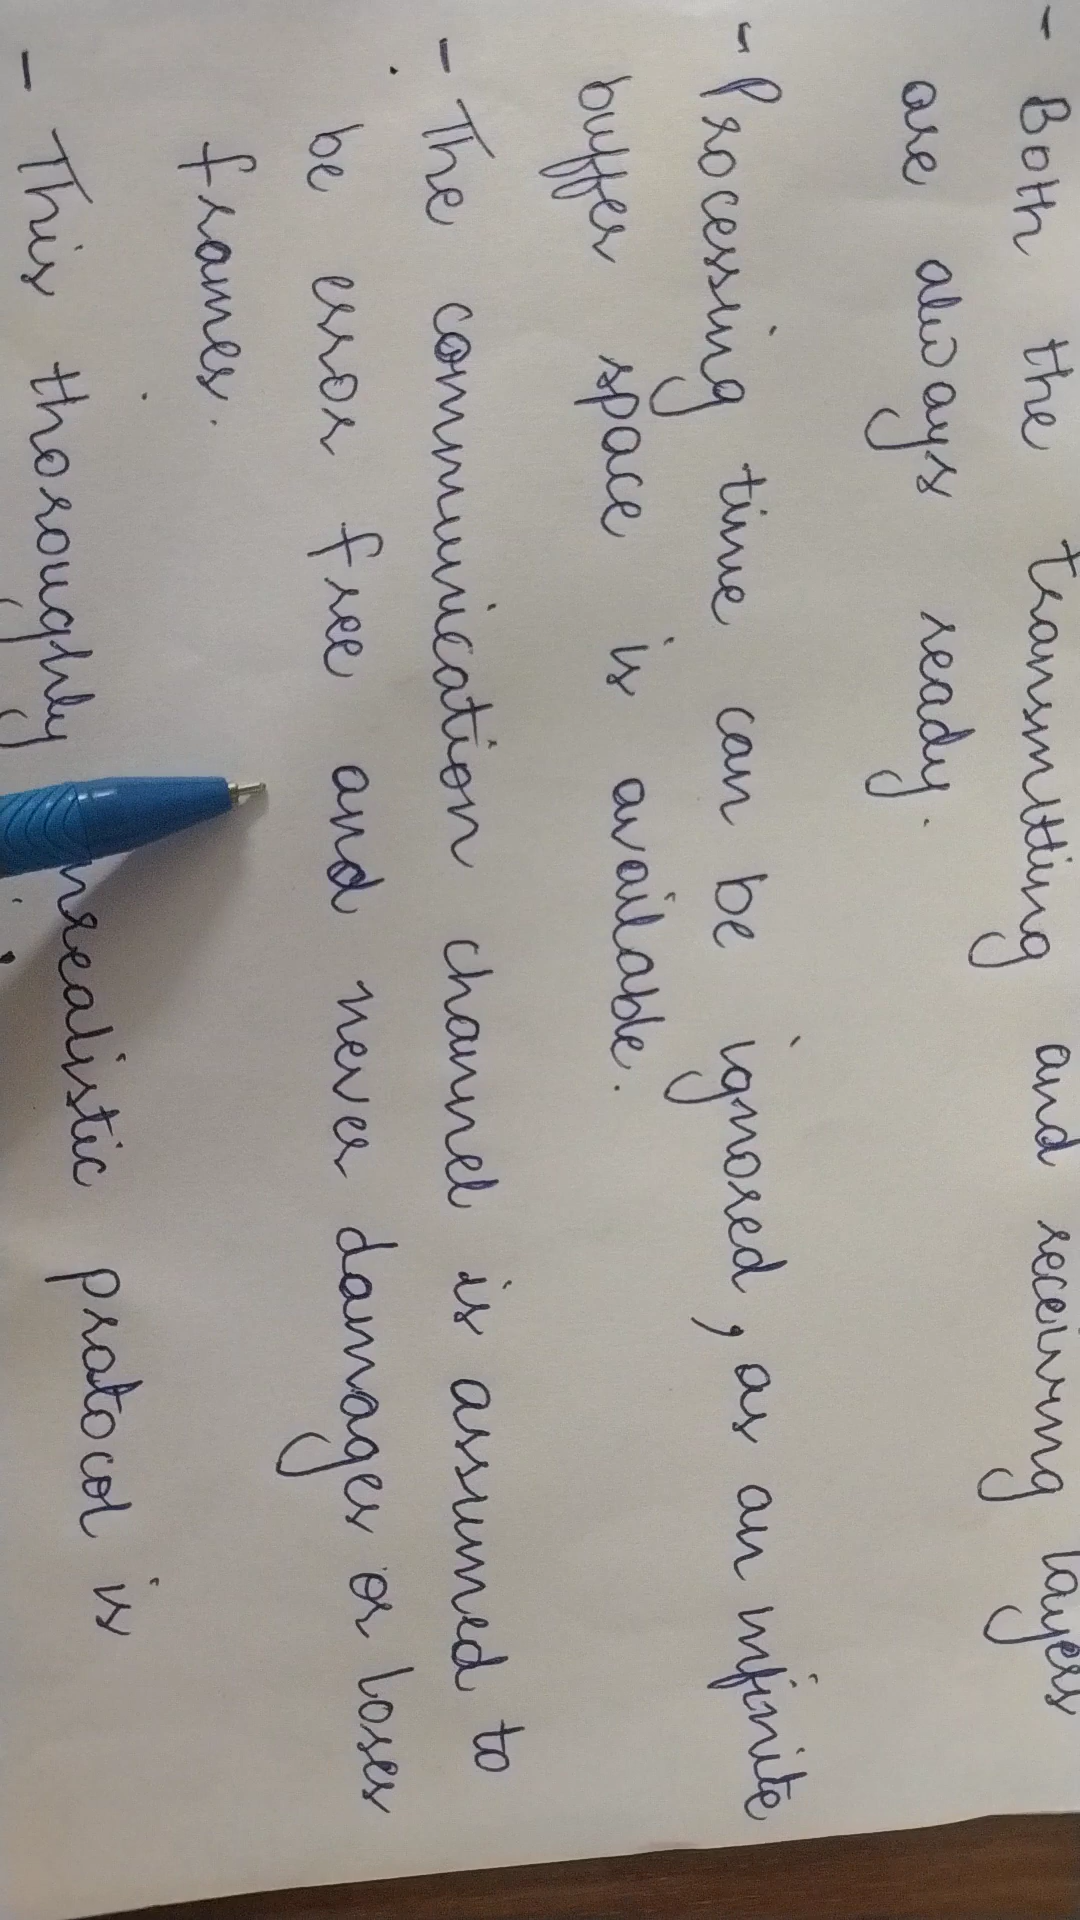 - Both the transmitting and receiving layers
are always ready.
- Processing time can be ignored, as an infinite
buffer space is available.
- The communication channel is assumed to
be error free and never damages or loses
frames.
- This thoroughly unrealistic protocol is